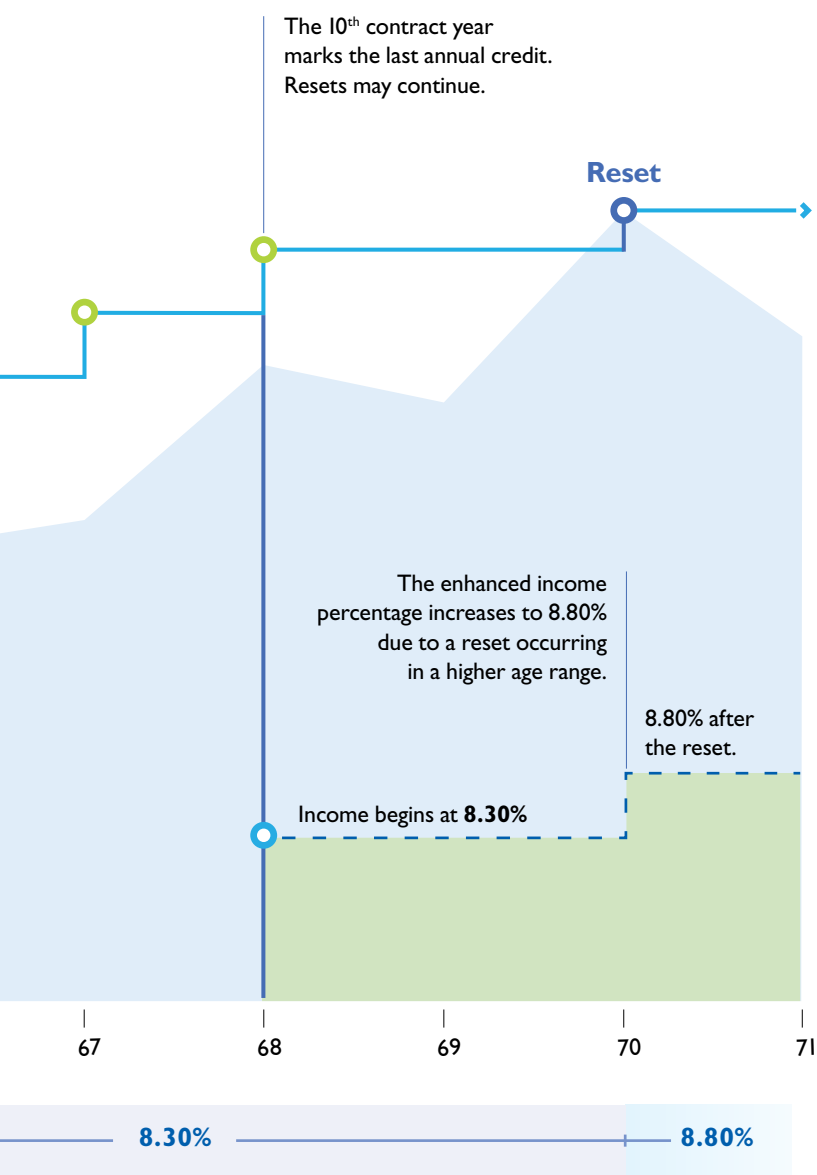 The 10th contract year
marks the last annual credit.
Resets may continue.
Reset
The enhanced income
percentage increases to 8.80%
due to a reset occurring
in a higher age range.
8.80% after
the reset.
Income begins at 8.30%
67 68 69 70 71
8.30% 8.80%